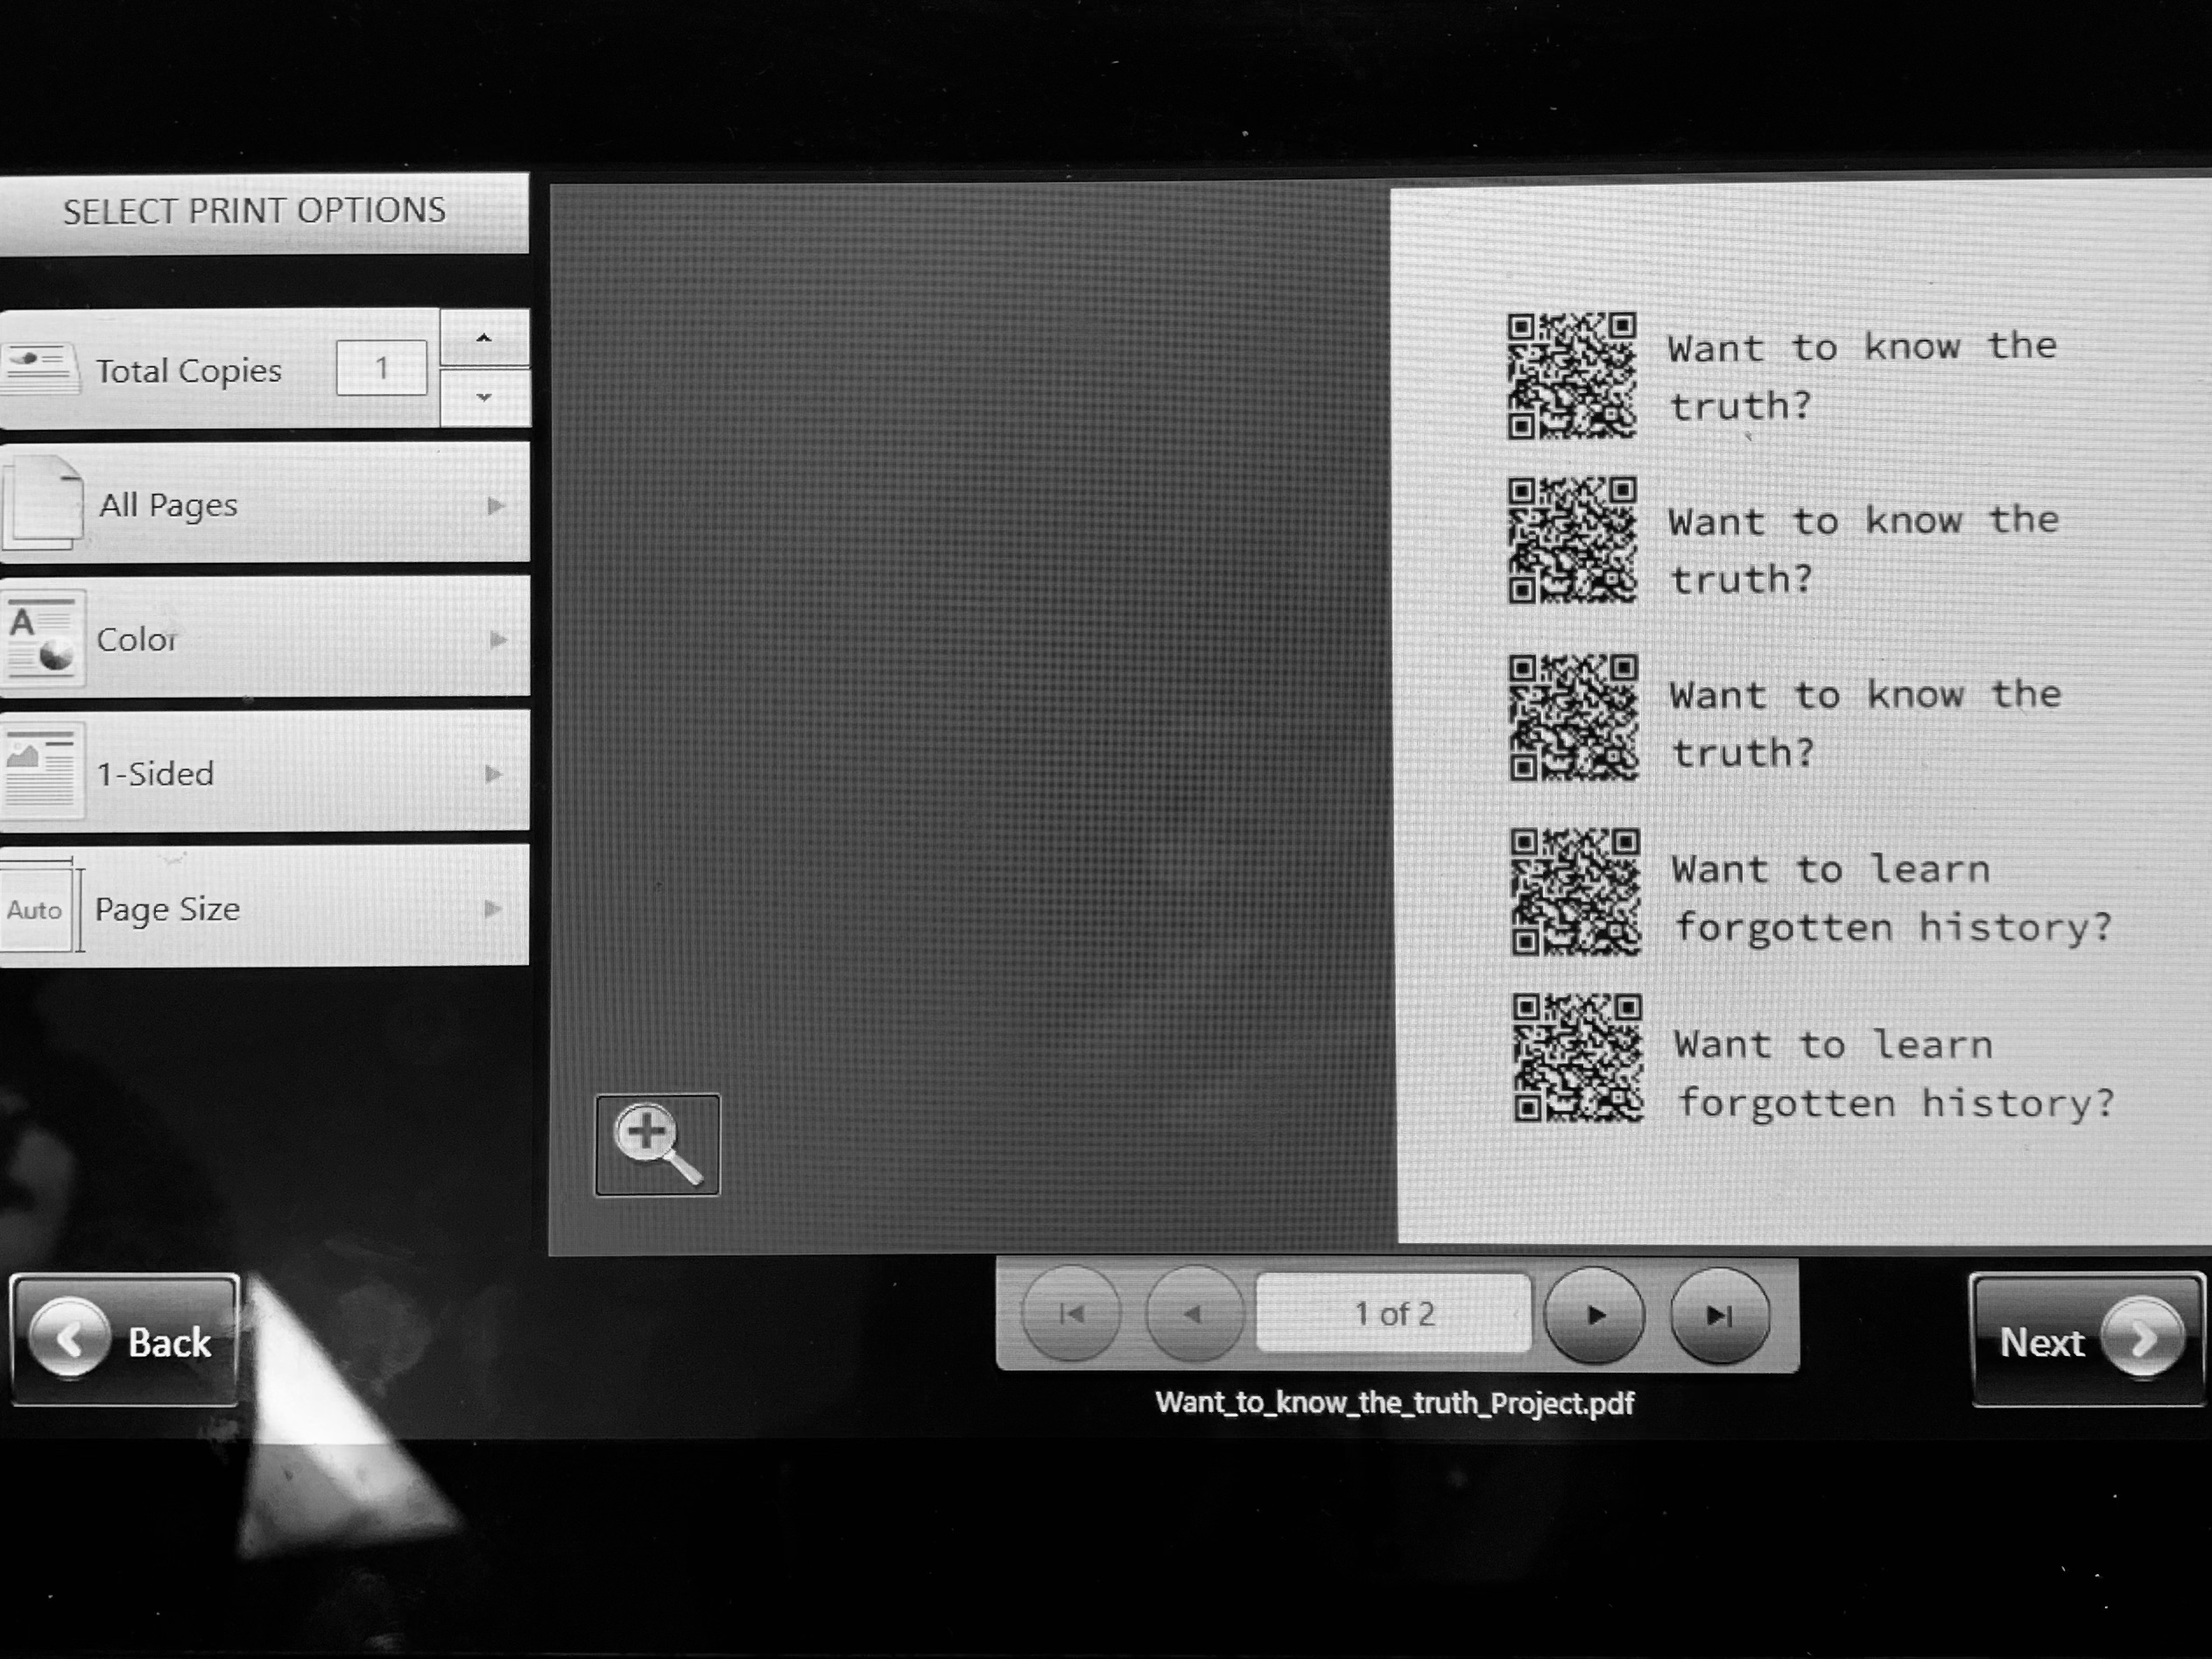 SELECT PRINT OPTIONS
Total Copies 1
All Pages
A Color
1-Sided
Auto Page Size
Want to know the
truth?
Want to know the
truth?
Want to know the
truth?
Want to learn
forgotten history?
Want to learn
forgotten history?
Back
1 of 2
Next
Want_to_know_the_truth_Project.pdf